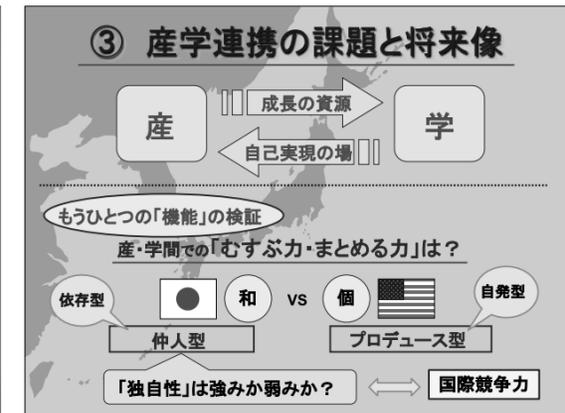 ③ 産学連携の課題と将来像
産
成長の資源
学
自己実現の場
もうひとつの「機能」の検証
産・学間での「むすぶ力・まとめる力」は？
依存型
和
vs
個
自発型
仲人型
プロデュース型
「独自性」は強みか弱みか？
国際競争力